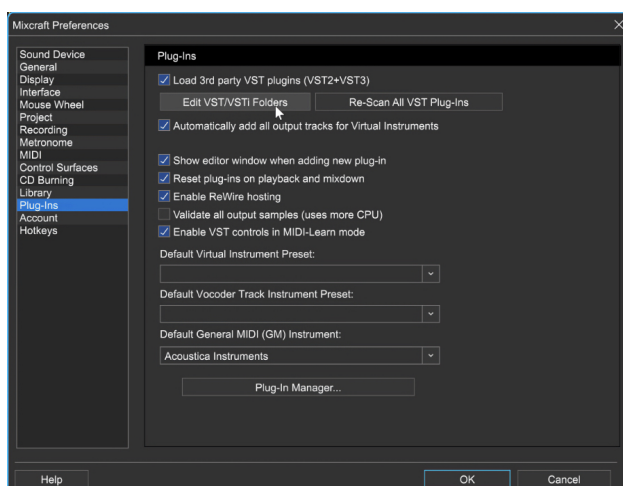 Mixcraft Preferences
Sound Device
General
Display
Interface
Mouse Wheel
Project
Recording
Metronome
MIDI
Control Surfaces
CD Burning
Library
Plug-Ins
Account
Hotkeys
Plug-Ins
Load 3rd party VST plugins (VST2+VST3)
Edit VST/VSTi Folders Re-Scan All VST Plug-Ins
Automatically add all output tracks for Virtual Instruments
Show editor window when adding new plug-in
Reset plug-ins on playback and mixdown
Enable ReWire hosting
Validate all output samples (uses more CPU)
Enable VST controls in MIDI-Learn mode
Default Virtual Instrument Preset:
Default Vocoder Track Instrument Preset:
Default General MIDI (GM) Instrument:
Acoustica Instruments
Plug-In Manager...
Help OK Cancel